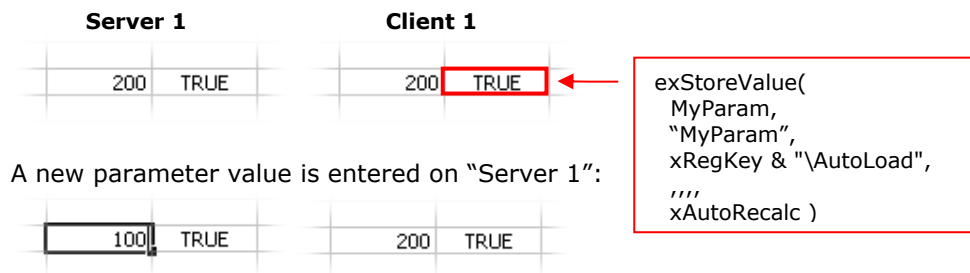 Server 1 Client 1
200 TRUE 200 TRUE
exStoreValue(
MyParam,
“MyParam”,
xRegKey & "\AutoLoad",
,,,,
xAutoRecalc )
A new parameter value is entered on “Server 1”:
100 TRUE 200 TRUE